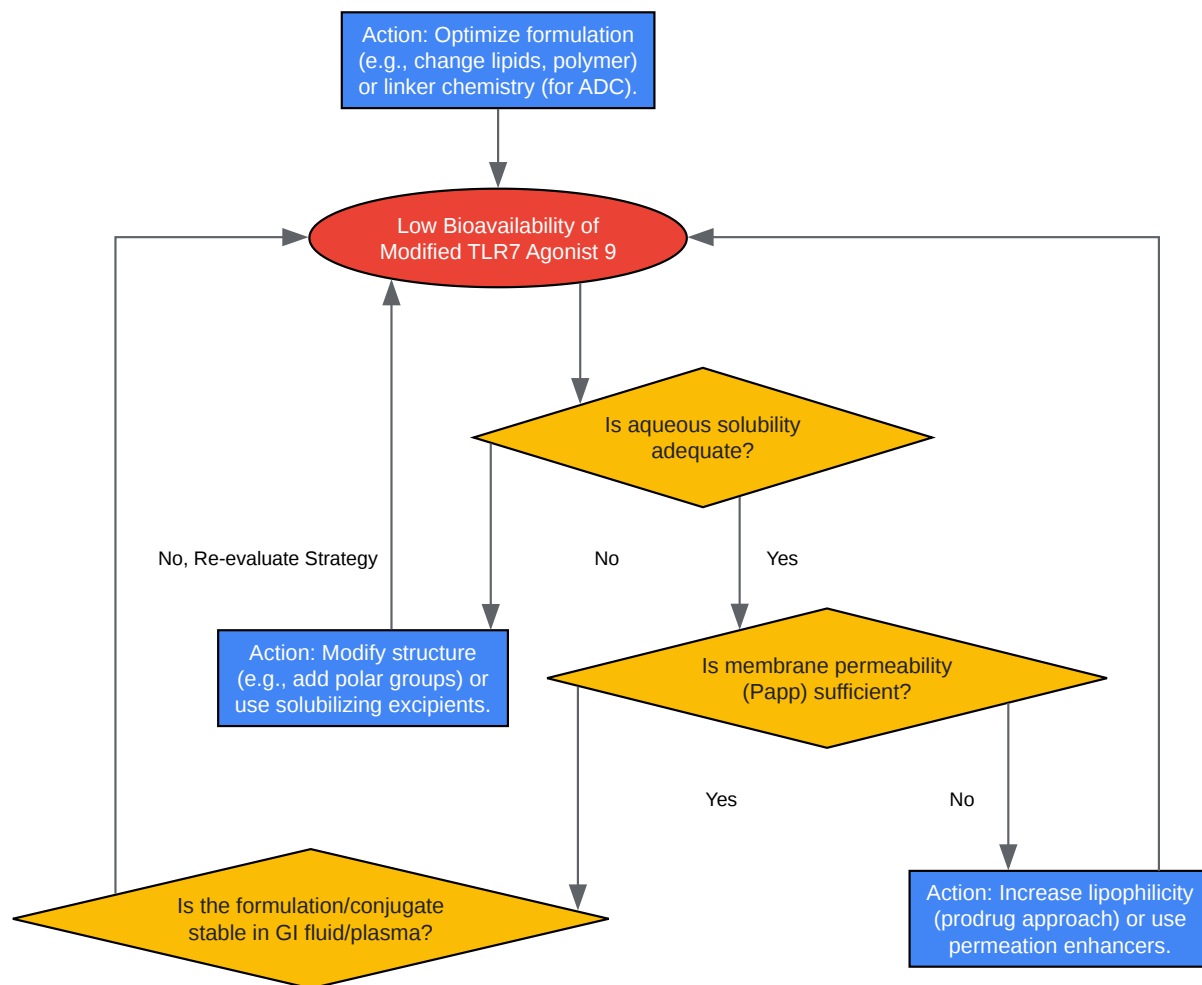 Action: Optimize formulation
(e.g., change lipids, polymer)
or linker chemistry (for ADC).
Low Bioavailability of
Modified TLR7 Agonist 9
Is aqueous solubility
adequate?
No, Re-evaluate Strategy
No
Yes
Action: Modify structure
(e.g., add polar groups) or
use solubilizing excipients.
Is membrane permeability
(Papp) sufficient?
Yes
No
Is the formulation/conjugate
stable in GI fluid/plasma?
Action: Increase lipophilicity
(prodrug approach) or use
permeation enhancers.